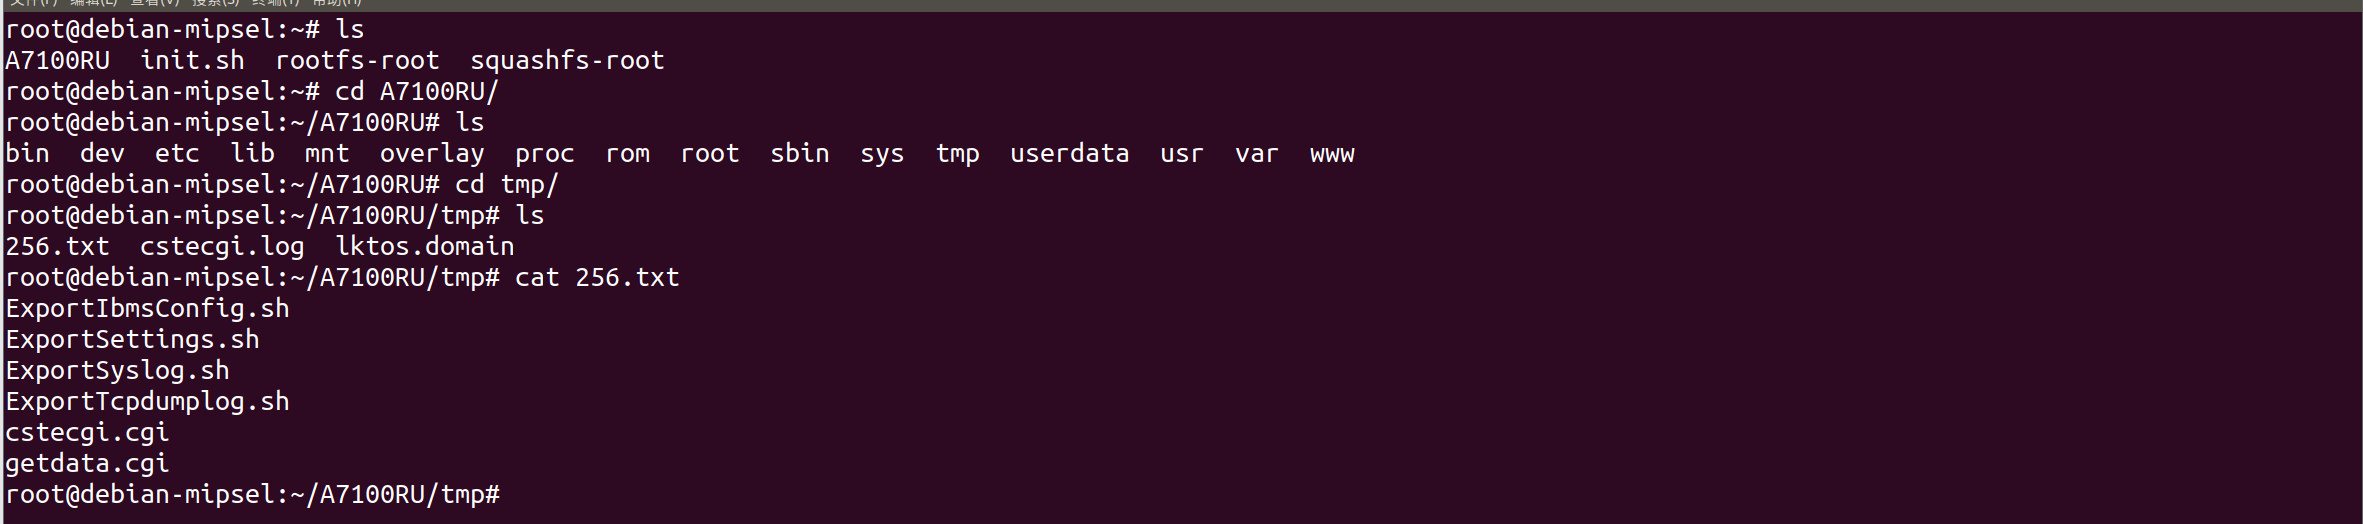 文件(F) 编辑(E) 查看(V) 搜索(S) 终端(T) 帮助(H)
root@debian-mipsel:~# ls
A7100RU  init.sh  rootfs-root  squashfs-root
root@debian-mipsel:~# cd A7100RU/
root@debian-mipsel:~/A7100RU# ls
bin  dev  etc  lib  mnt  overlay  proc  rom  root  sbin  sys  tmp  userdata  usr  var  www
root@debian-mipsel:~/A7100RU# cd tmp/
root@debian-mipsel:~/A7100RU/tmp# ls
256.txt  cstecgi.log  lktos.domain
root@debian-mipsel:~/A7100RU/tmp# cat 256.txt
ExportIbmsConfig.sh
ExportSettings.sh
ExportSyslog.sh
ExportTcpdumplog.sh
cstecgi.cgi
getdata.cgi
root@debian-mipsel:~/A7100RU/tmp#